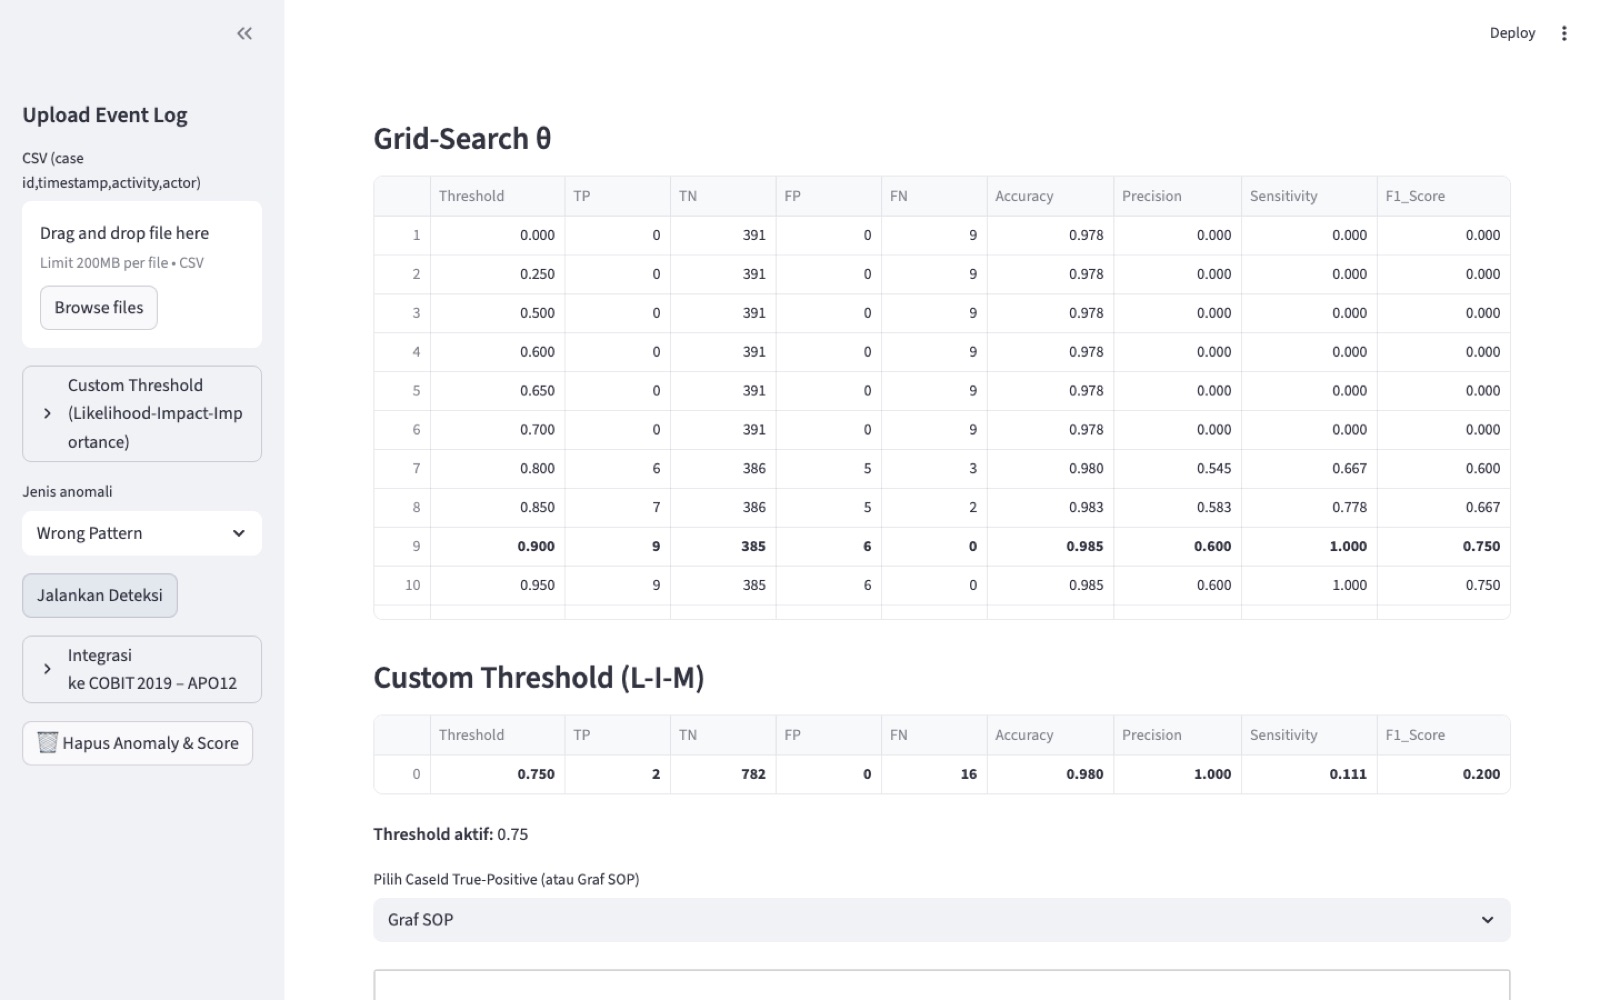 Deploy
Upload Event Log
CSV (case
id,timestamp,activity,actor)
Drag and drop file here
Limit 200MB per file • CSV
Browse files
Custom Threshold
(Likelihood-Impact-Imp
ortance)
Jenis anomali
Wrong Pattern
Jalankan Deteksi
Integrasi
ke COBIT 2019 – APO12
Hapus Anomaly & Score
Grid-Search θ
Threshold TP TN FP FN Accuracy Precision Sensitivity F1_Score
1 0.000 0 391 0 9 0.978 0.000 0.000 0.000
2 0.250 0 391 0 9 0.978 0.000 0.000 0.000
3 0.500 0 391 0 9 0.978 0.000 0.000 0.000
4 0.600 0 391 0 9 0.978 0.000 0.000 0.000
5 0.650 0 391 0 9 0.978 0.000 0.000 0.000
6 0.700 0 391 0 9 0.978 0.000 0.000 0.000
7 0.800 6 386 5 3 0.980 0.545 0.667 0.600
8 0.850 7 386 5 2 0.983 0.583 0.778 0.667
9 0.900 9 385 6 0 0.985 0.600 1.000 0.750
10 0.950 9 385 6 0 0.985 0.600 1.000 0.750
Custom Threshold (L-I-M)
Threshold TP TN FP FN Accuracy Precision Sensitivity F1_Score
0 0.750 2 782 0 16 0.980 1.000 0.111 0.200
Threshold aktif: 0.75
Pilih CaseId True-Positive (atau Graf SOP)
Graf SOP